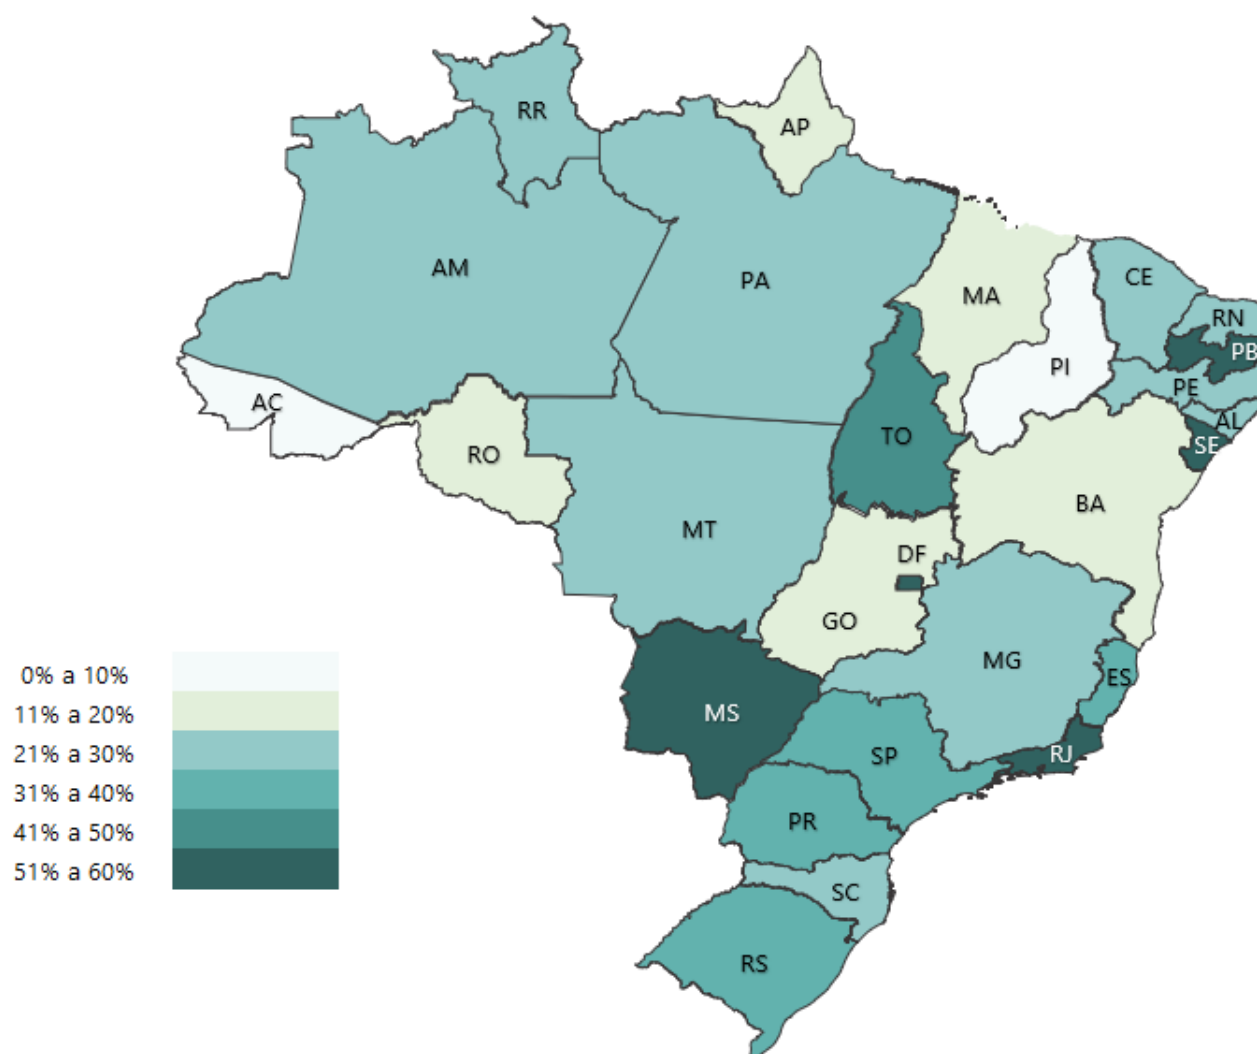 RR
AP
AM
PA
MA
CE
RN
PB
PI
PE
AC
AL
TO
SE
RO
BA
MT
DF
GO
MG
ES
MS
SP
RJ
PR
SC
RS
0% a 10%
11% a 20%
21% a 30%
31% a 40%
41% a 50%
51% a 60%